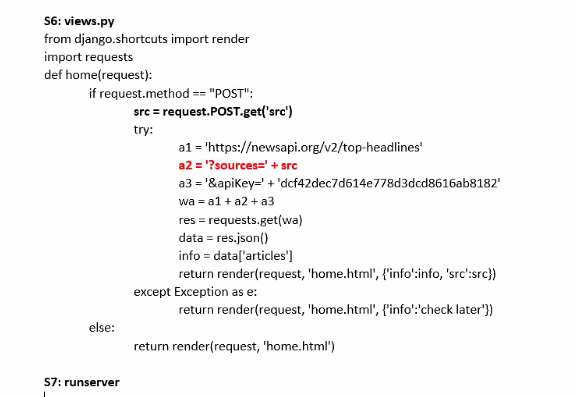 S6: views.py
from django.shortcuts import render
import requests
def home(request):
if request.method == "POST":
src = request.POST.get('src')
try:
a1 = 'https://newsapi.org/v2/top-headlines'
a2 = '?sources=' + src
a3 = '&apiKey=' + 'dcf42dec7d614e778d3dcd8616ab8182'
wa = a1 + a2 + a3
res = requests.get(wa)
data = res.json()
info = data['articles']
return render(request, 'home.html', {'info':info, 'src':src})
except Exception as e:
return render(request, 'home.html', {'info':'check later'})
else:
return render(request, 'home.html')
S7: runserver